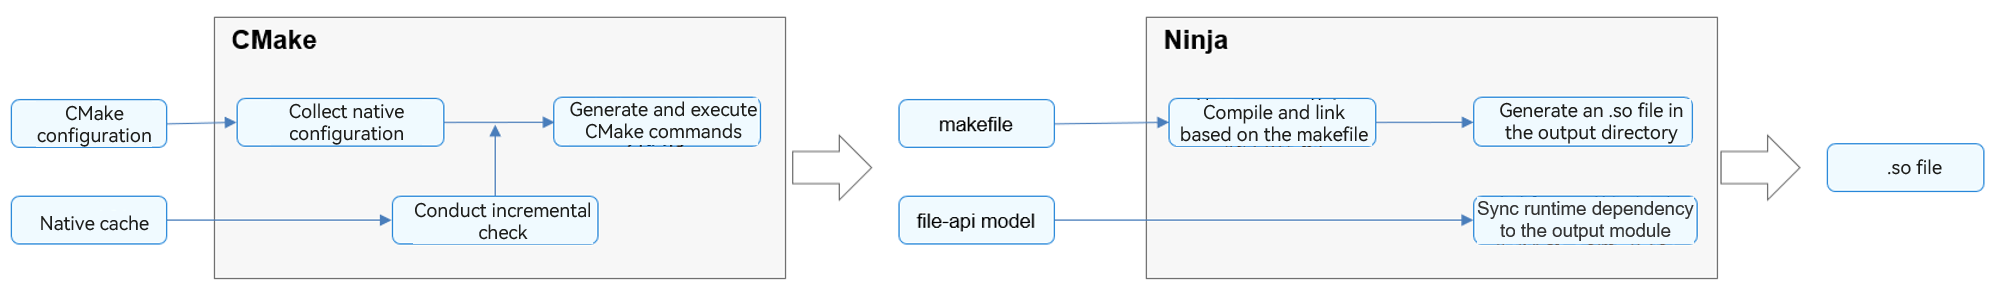 CMake
CMake
configuration
Collect native
configuration
Generate and execute
CMake commands
Native cache
Conduct incremental
check
makefile
file-api model
Ninja
Compile and link
based on the makefile
Generate an .so file in
the output directory
Sync runtime dependency
to the output module
.so file